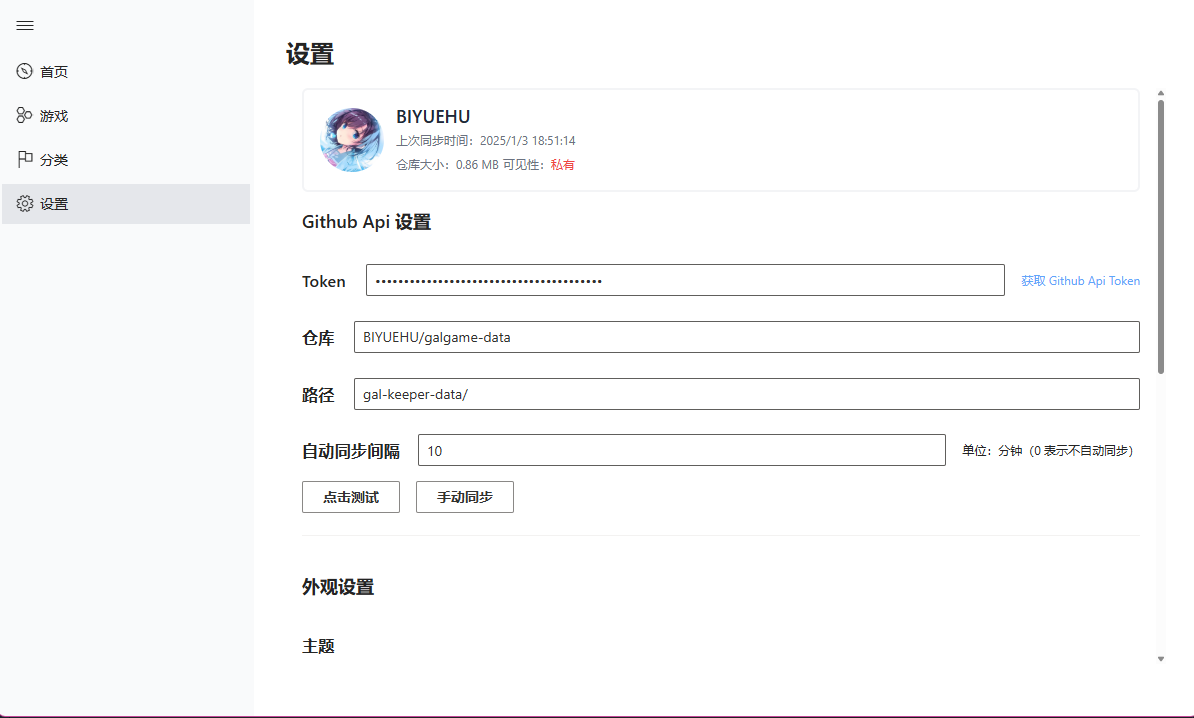 首页
游戏
分类
设置
设置
BIYUEHU
上次同步时间：2025/1/3 18:51:14
仓库大小：0.86 MB 可见性：私有
Github Api 设置
Token •••••••••••••••••••••••••••••••••••••••• 获取 Github Api Token
仓库 BIYUEHU/galgame-data
路径 gal-keeper-data/
自动同步间隔 10 单位：分钟（0 表示不自动同步）
点击测试 手动同步
外观设置
主题